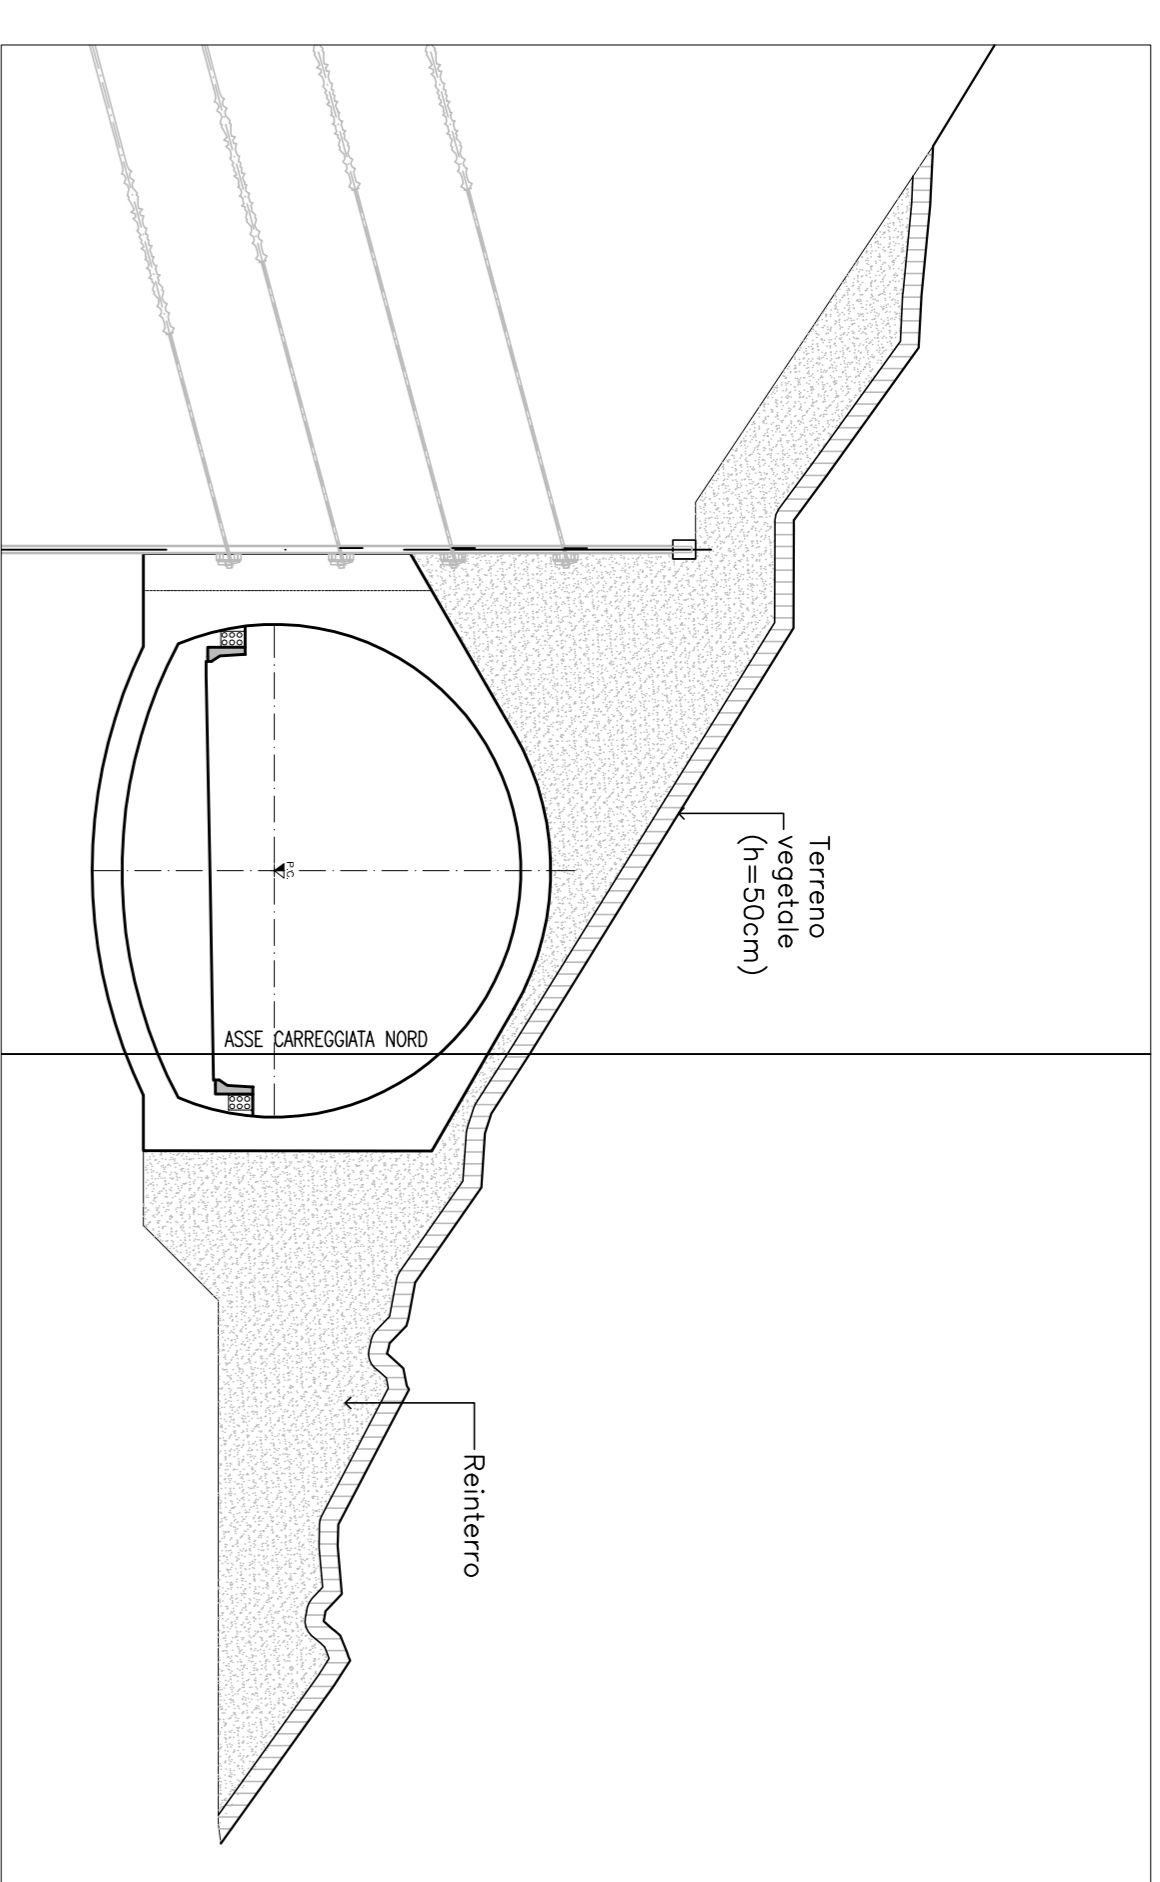 Terreno
vegetale
(h=50cm)
P.C.
ASSE CARREGGIATA NORD
Reinterro